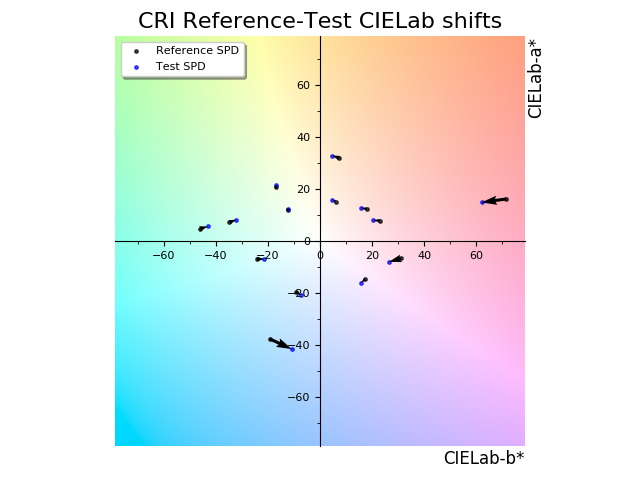 CRI Reference-Test CIELab shifts
Reference SPD
Test SPD
CIELab-a*
60
40
20
0
−20
−40
−60
−60
−40
−20
0
20
40
60
CIELab-b*